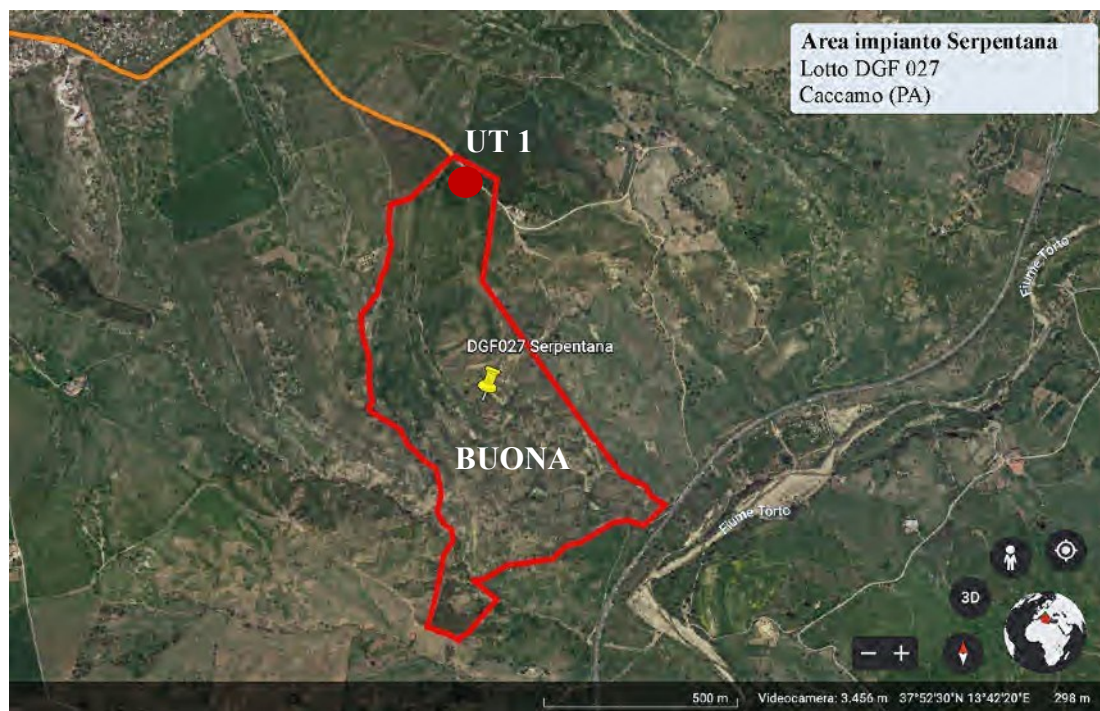 Area impianto Serpentana
Lotto DGF 027
Caccamo (PA)
UT 1
Fiume Torto
DGF027 Serpentana
BUONA
Fiume Torto
3D
500 m Videocamera: 3.456 m 37°52'30"N 13°42'20"E 298 m